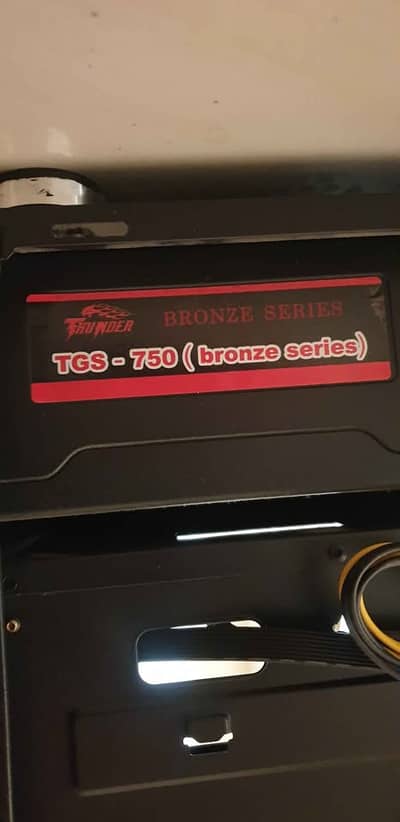 THUNDER
BRONZE SERIES
TGS - 750 ( bronze series)